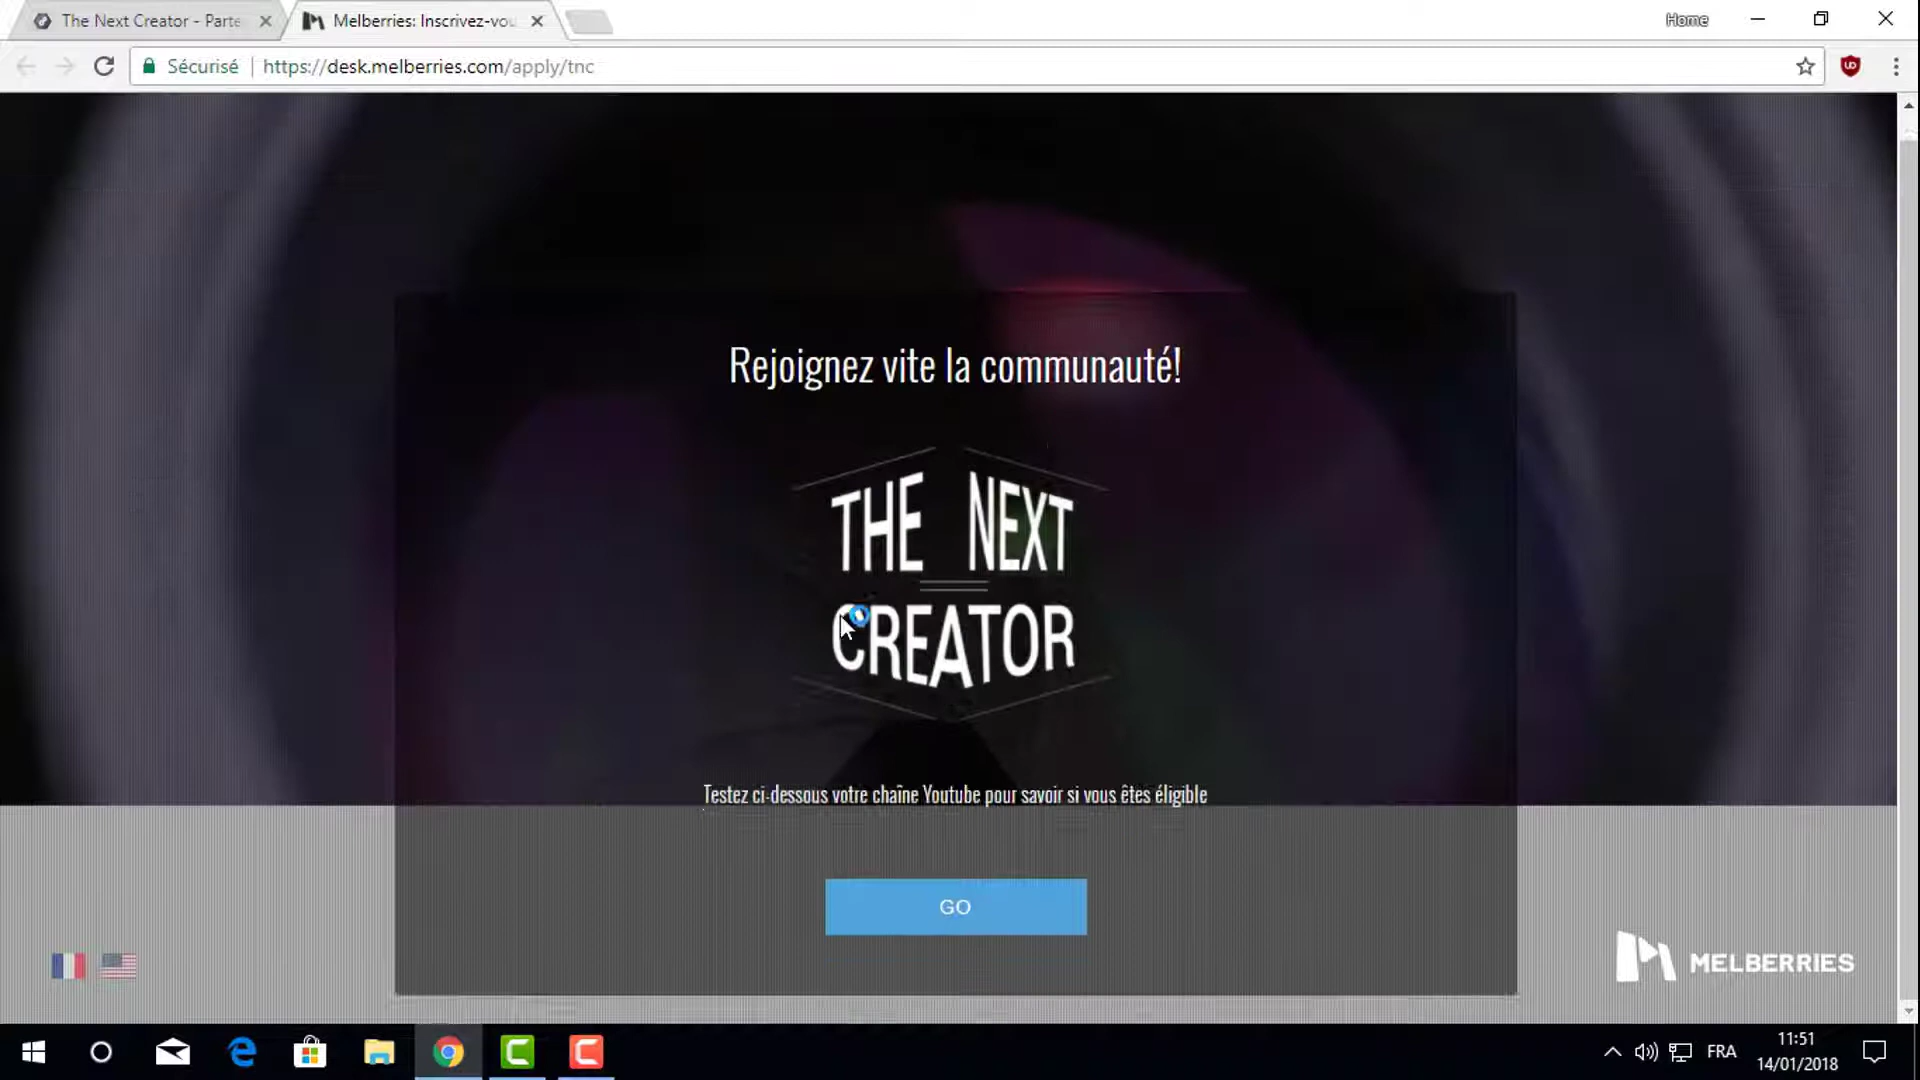 The Next Creator - Parte
Melberries: Inscrivez-vou
Home
Sécurisé
https://desk.melberries.com/apply/tnc
Rejoignez vite la communauté!
THE NEXT
CREATOR
Testez ci-dessous votre chaîne Youtube pour savoir si vous êtes éligible
GO
MELBERRIES
FRA
11:51
14/01/2018